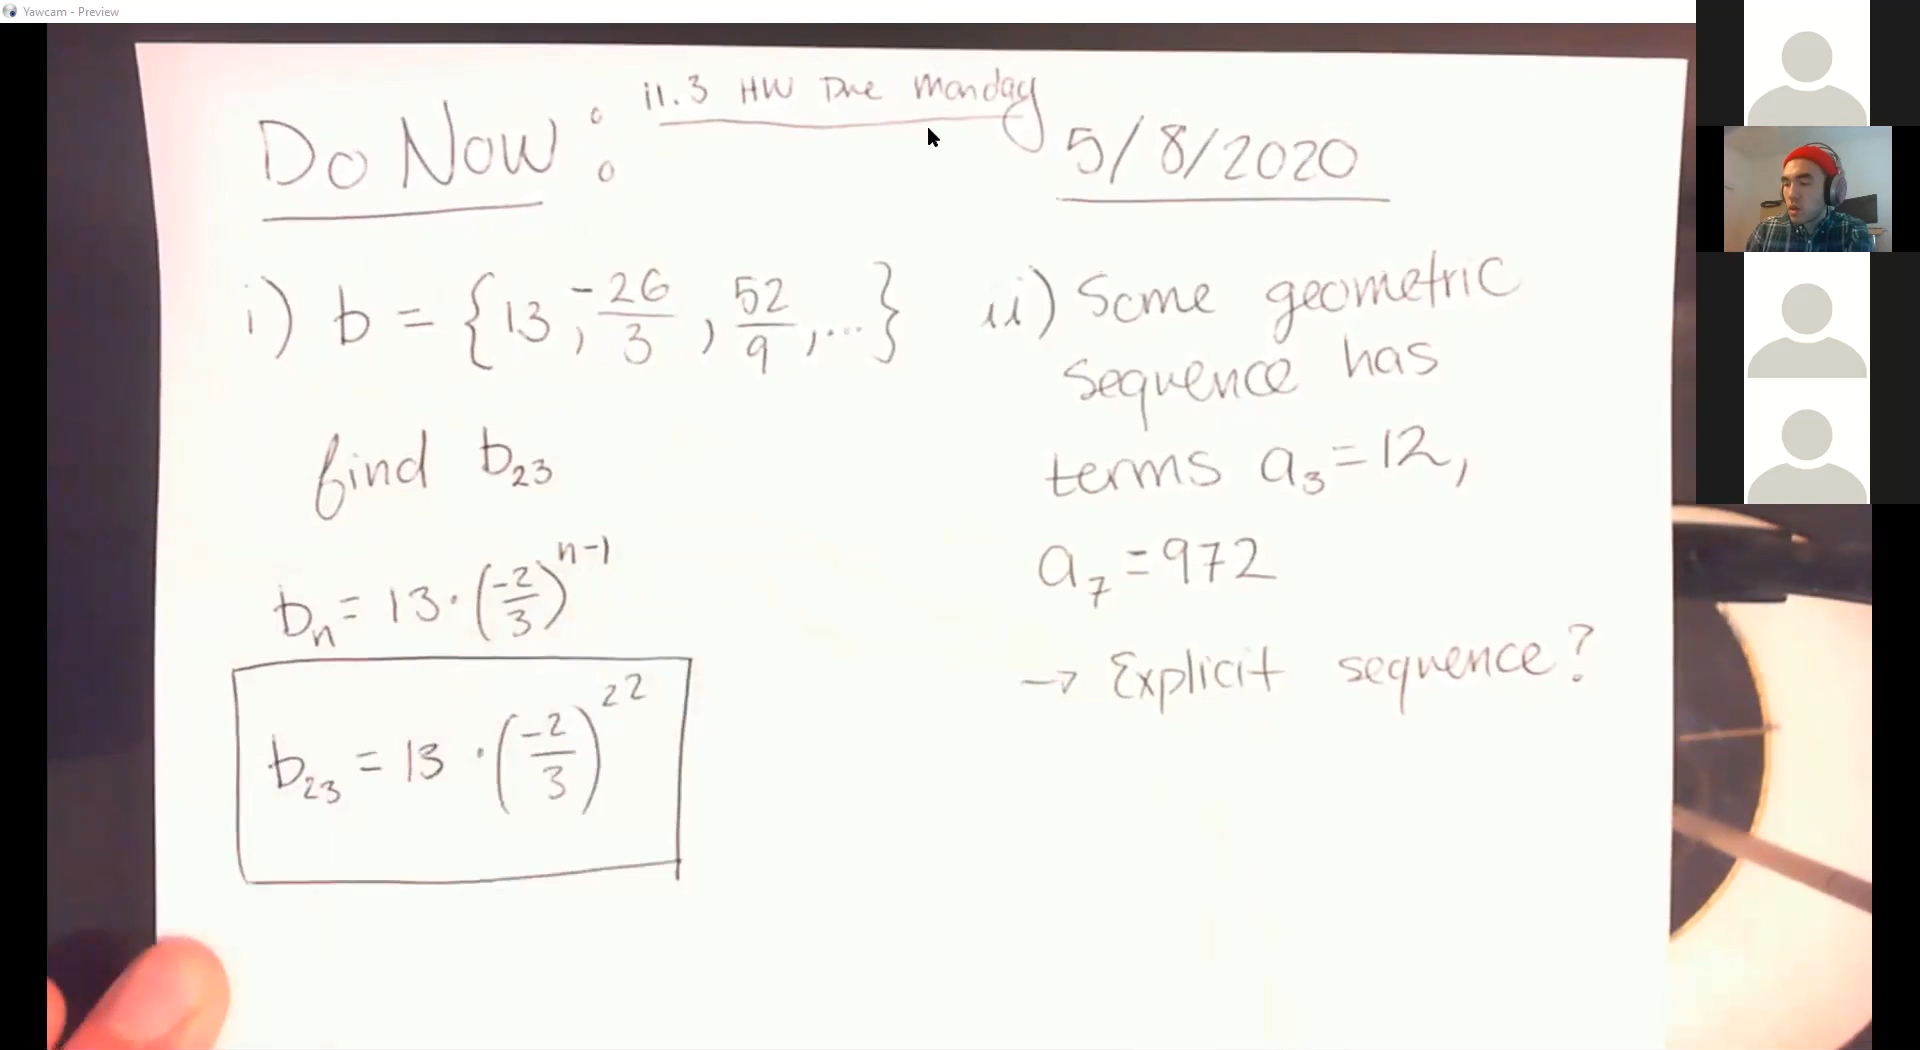 Yawcam - Preview
11.3 HW Due Monday
Do Now:
5/8/2020
i) b = {13, -26/3, 52/9, ...}
find b₂₃
bₙ = 13 · (-2/3)ⁿ⁻¹
b₂₃ = 13 · (-2/3)²²
ii) Some geometric
sequence has
terms a₃ = 12,
a₇ = 972
→ Explicit sequence?